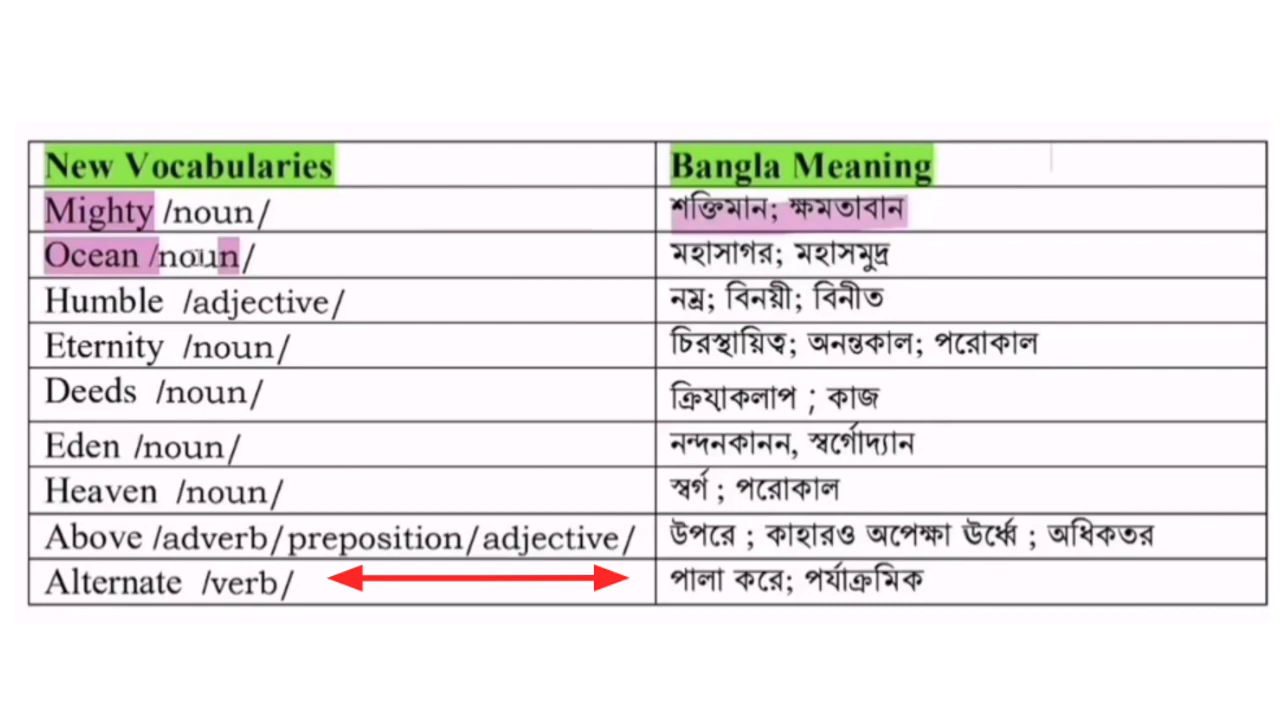 New Vocabularies Bangla Meaning
Mighty /noun/ শক্তিমান; ক্ষমতাবান
Ocean /noun/ মহাসাগর; মহাসমুদ্র
Humble /adjective/ নম্র; বিনয়ী; বিনীত
Eternity /noun/ চিরস্থায়িত্ব; অনন্তকাল; পরোকাল
Deeds /noun/ ক্রিয়াকলাপ ; কাজ
Eden /noun/ নন্দনকানন, স্বর্গোদ্যান
Heaven /noun/ স্বর্গ ; পরোকাল
Above /adverb/preposition/adjective/ উপরে ; কাহারও অপেক্ষা ঊর্ধ্বে ; অধিকতর
Alternate /verb/ পালা করে; পর্যাক্রমিক